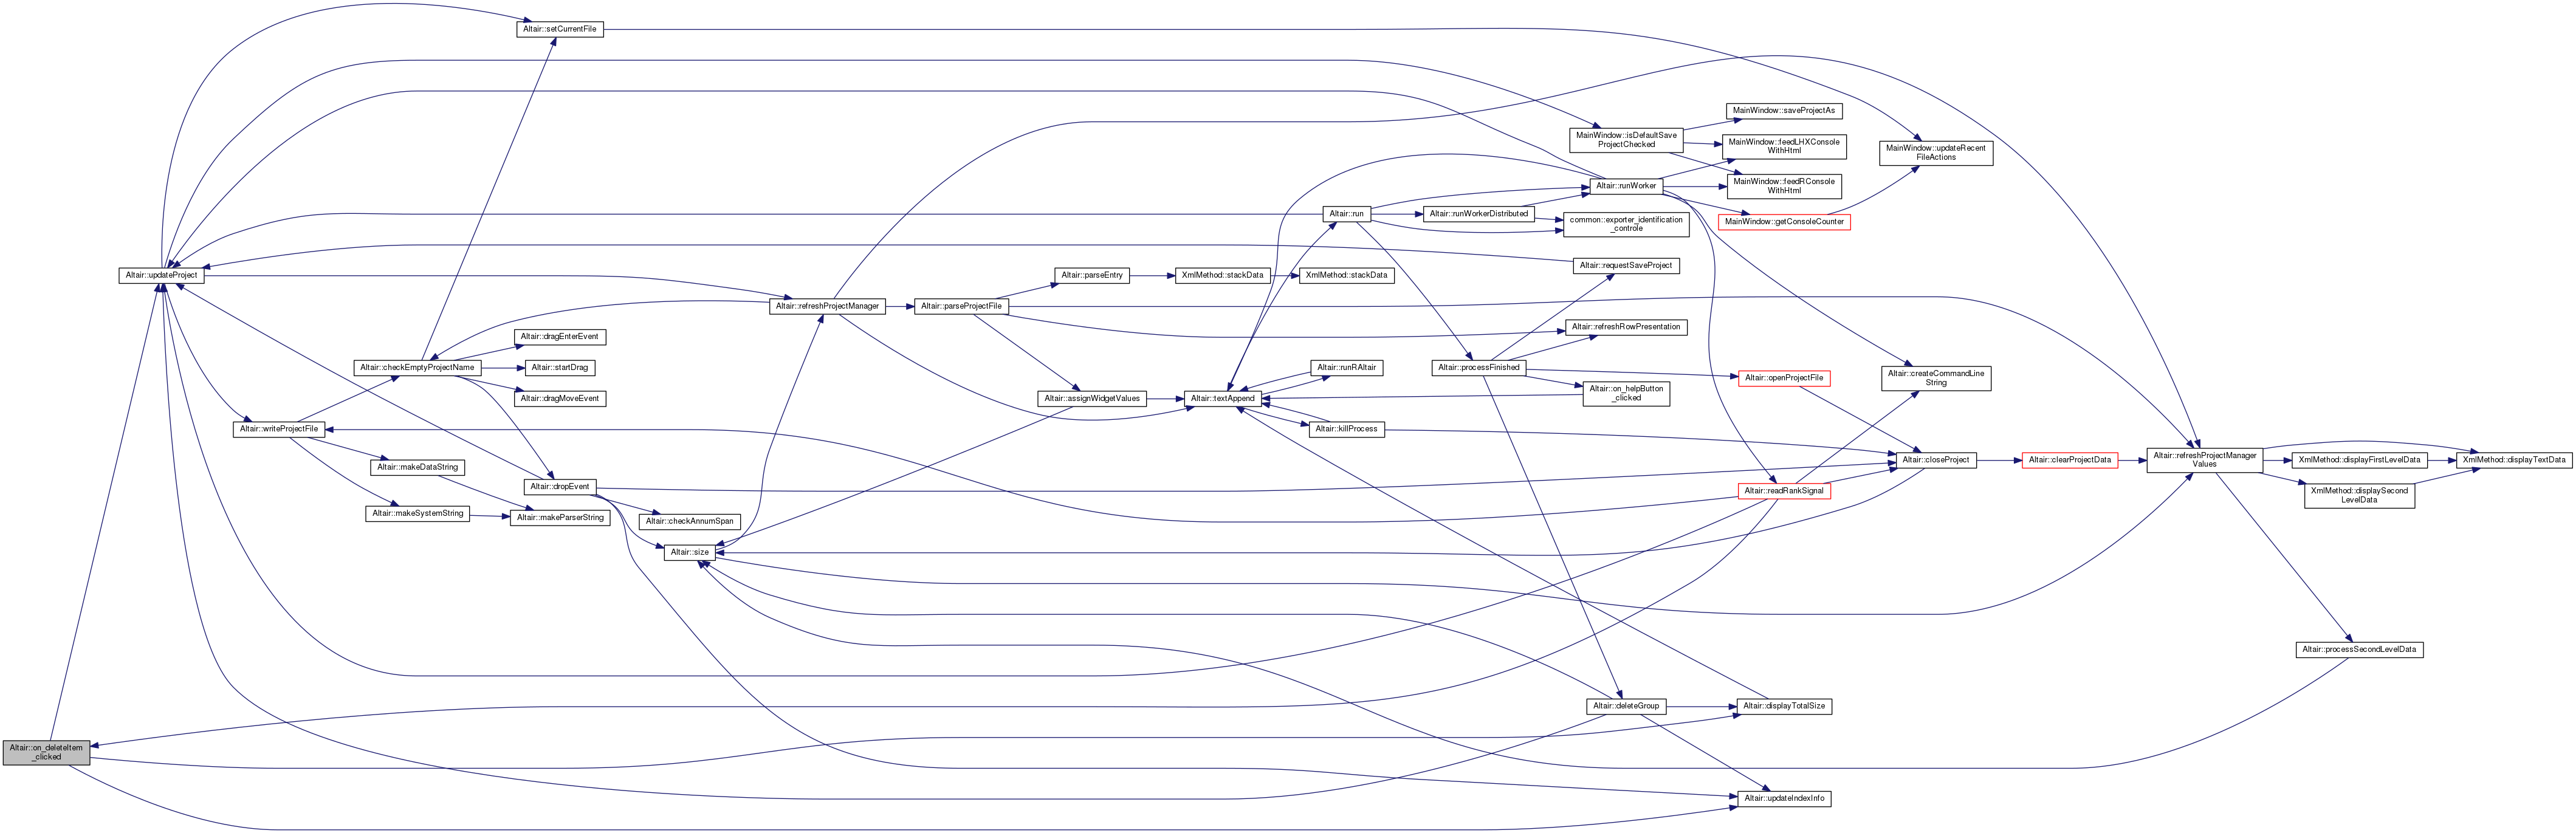 Altair::on_deleteItem
_clicked
Altair::updateProject
Altair::writeProjectFile
Altair::checkEmptyProjectName
Altair::makeDataString
Altair::makeSystemString
Altair::setCurrentFile
Altair::dragEnterEvent
Altair::startDrag
Altair::dragMoveEvent
Altair::dropEvent
Altair::makeParserString
Altair::checkAnnumSpan
Altair::size
Altair::refreshProjectManager
Altair::parseProjectFile
Altair::parseEntry
Altair::assignWidgetValues
XmlMethod::stackData
Altair::textAppend
XmlMethod::stackData
Altair::run
Altair::runRAltair
Altair::killProcess
Altair::runWorkerDistributed
Altair::processFinished
MainWindow::isDefaultSave
ProjectChecked
Altair::runWorker
common::exporter_identification
_controle
Altair::requestSaveProject
Altair::refreshRowPresentation
Altair::on_helpButton
_clicked
Altair::deleteGroup
MainWindow::saveProjectAs
MainWindow::feedLHXConsole
WithHtml
MainWindow::feedRConsole
WithHtml
MainWindow::getConsoleCounter
Altair::openProjectFile
Altair::readRankSignal
Altair::displayTotalSize
Altair::updateIndexInfo
MainWindow::updateRecent
FileActions
Altair::createCommandLine
String
Altair::closeProject
Altair::clearProjectData
Altair::refreshProjectManager
Values
XmlMethod::displayFirstLevelData
XmlMethod::displaySecond
LevelData
Altair::processSecondLevelData
XmlMethod::displayTextData